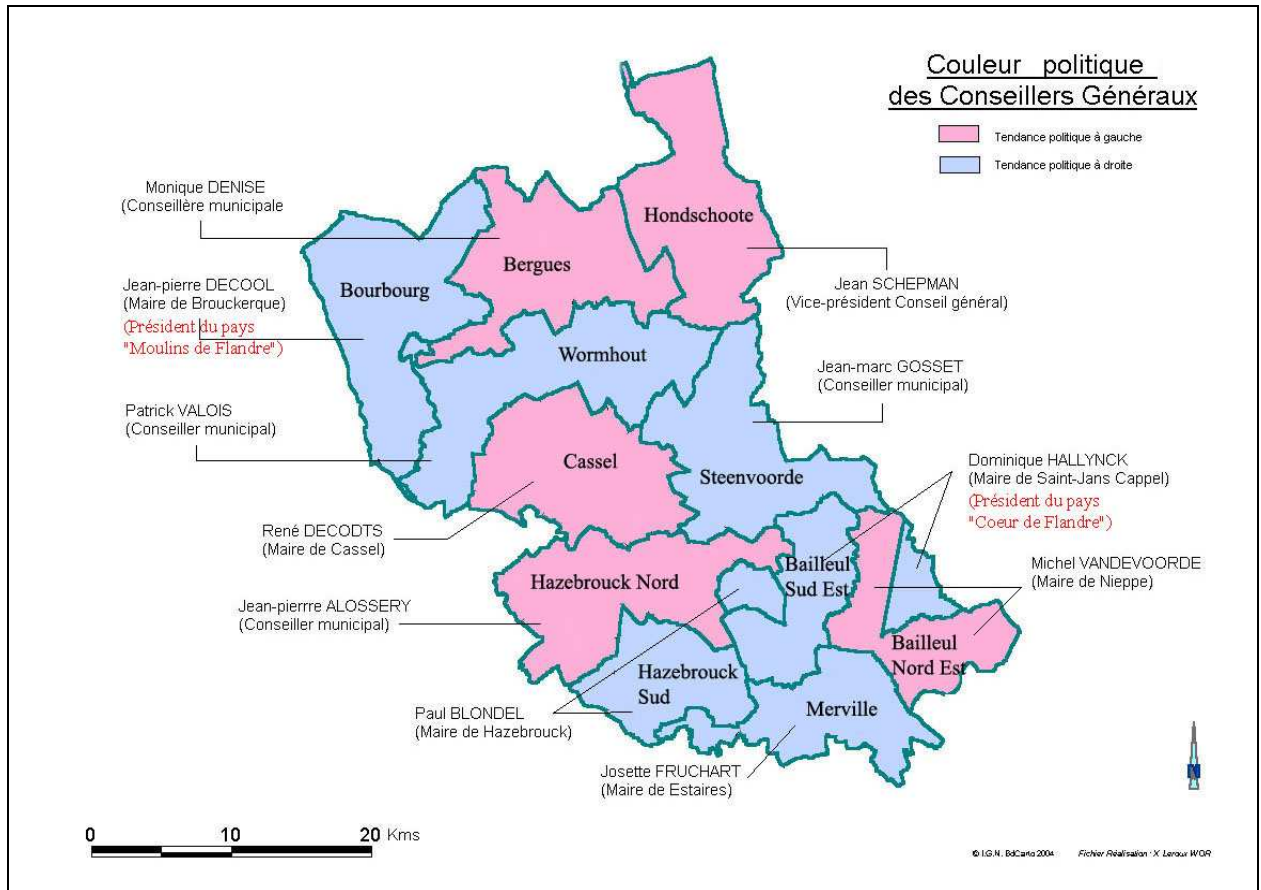 Couleur politique
des Conseillers Généraux
Tendance politique à gauche
Tendance politique à droite
Monique DENISE
(Conseillère municipale
Hondschoote
Bergues
Jean-pierre DECOOL
(Maire de Brouckerque)
(Président du pays
"Moulins de Flandre")
Bourbourg
Jean SCHEPMAN
(Vice-président Conseil général)
Wormhout
Jean-marc GOSSET
(Conseiller municipal)
Patrick VALOIS
(Conseiller municipal)
Cassel
Steenvoorde
Dominique HALLYNCK
(Maire de Saint-Jans Cappel)
(Président du pays
"Coeur de Flandre")
René DECODTS
(Maire de Cassel)
Hazebrouck Nord
Bailleul
Sud Est
Michel VANDEVOORDE
(Maire de Nieppe)
Jean-pierrre ALOSSERY
(Conseiller municipal)
Bailleul
Nord Est
Hazebrouck
Sud
Merville
Paul BLONDEL
(Maire de Hazebrouck)
Josette FRUCHART
(Maire de Estaires)
N
0 10 20 Kms
© I.G.N. BdCarto 2004 Fichier Réalisation : X Leroux WOR